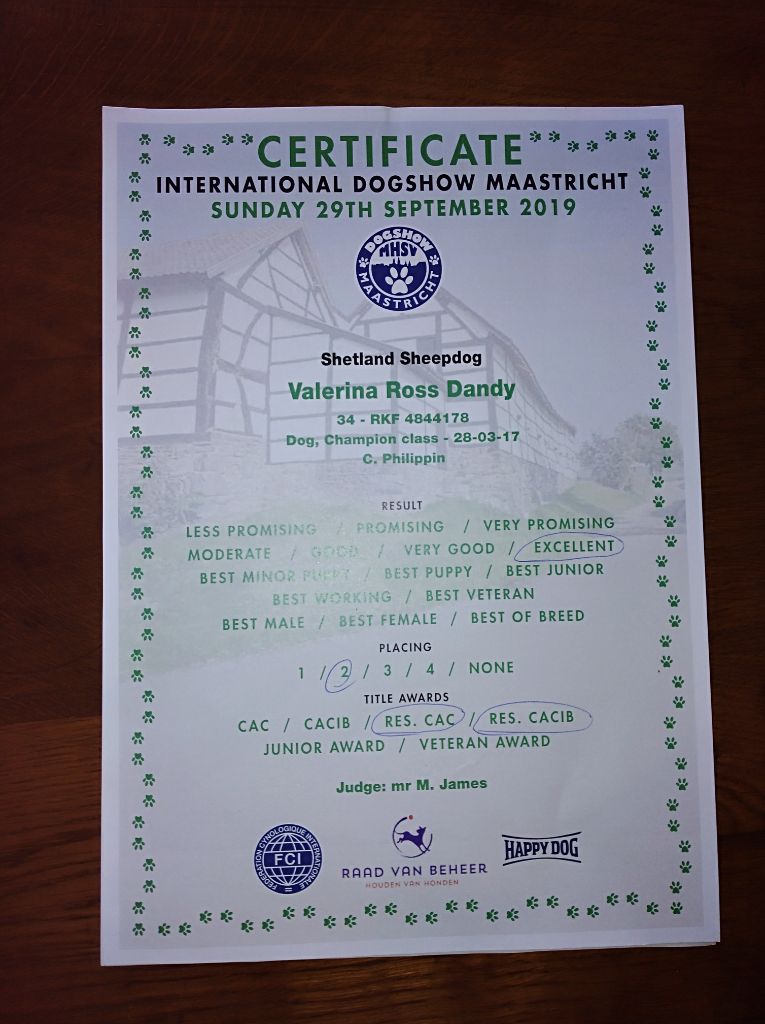 CERTIFICATE
INTERNATIONAL DOGSHOW MAASTRICHT
SUNDAY 29TH SEPTEMBER 2019
DOGSHOW
MHSV
MAASTRICHT
Shetland Sheepdog
Valerina Ross Dandy
34 - RKF 4844178
Dog, Champion class - 28-03-17
C. Philippin
RESULT
LESS PROMISING / PROMISING / VERY PROMISING
MODERATE / GOOD / VERY GOOD / EXCELLENT
BEST MINOR PUPPY / BEST PUPPY / BEST JUNIOR
BEST WORKING / BEST VETERAN
BEST MALE / BEST FEMALE / BEST OF BREED
PLACING
1 / 2 / 3 / 4 / NONE
TITLE AWARDS
CAC / CACIB / RES. CAC / RES. CACIB
JUNIOR AWARD / VETERAN AWARD
Judge: mr M. James
FEDERATION CYNOLOGIQUE INTERNATIONALE
FCI
RAAD VAN BEHEER
HOUDEN VAN HONDEN
HAPPY DOG